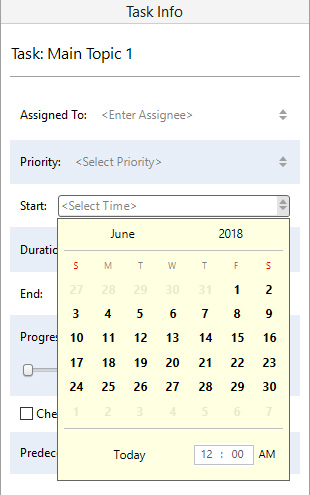 Task Info
Task: Main Topic 1
Assigned To: <Enter Assignee>
Priority: <Select Priority>
Start: <Select Time>
Duratio
End:
Progres
Che
Predec
June 2018
S M T W T F S
27 28 29 30 31 1 2
3 4 5 6 7 8 9
10 11 12 13 14 15 16
17 18 19 20 21 22 23
24 25 26 27 28 29 30
1 2 3 4 5 6 7
Today 12 : 00 AM